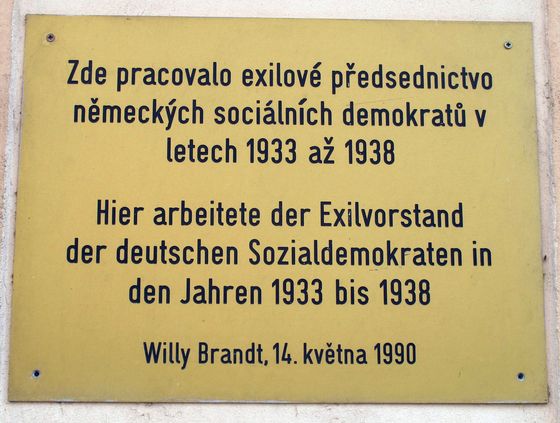 Zde pracovalo exilové předsednictvo
německých sociálních demokratů v
letech 1933 až 1938
Hier arbeitete der Exilvorstand
der deutschen Sozialdemokraten in
den Jahren 1933 bis 1938
Willy Brandt, 14. května 1990